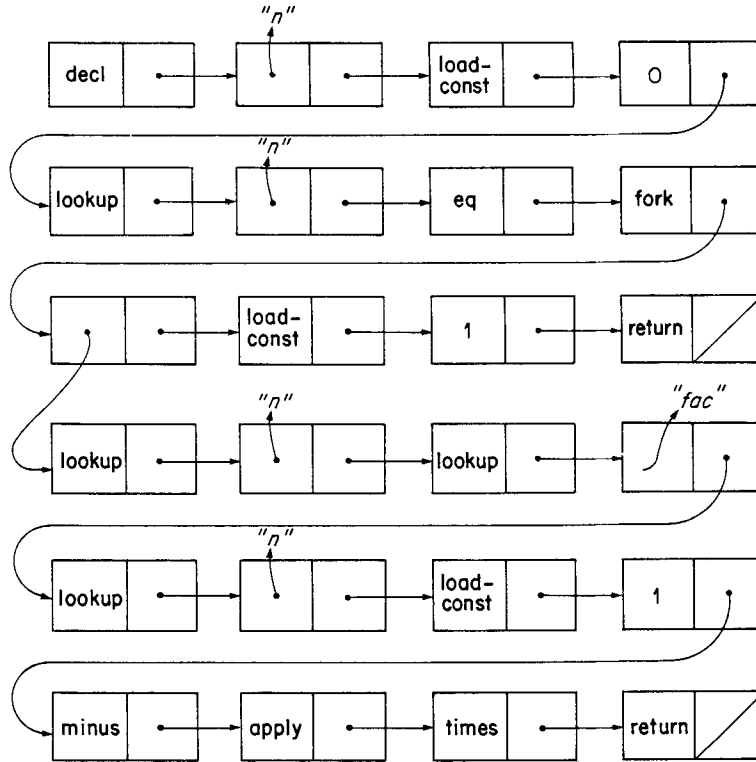 "n"
decl
load-
const
0
"n"
lookup
eq
fork
load-
const
1
return
"n"
"fac"
lookup
lookup
"n"
lookup
load-
const
1
minus
apply
times
return